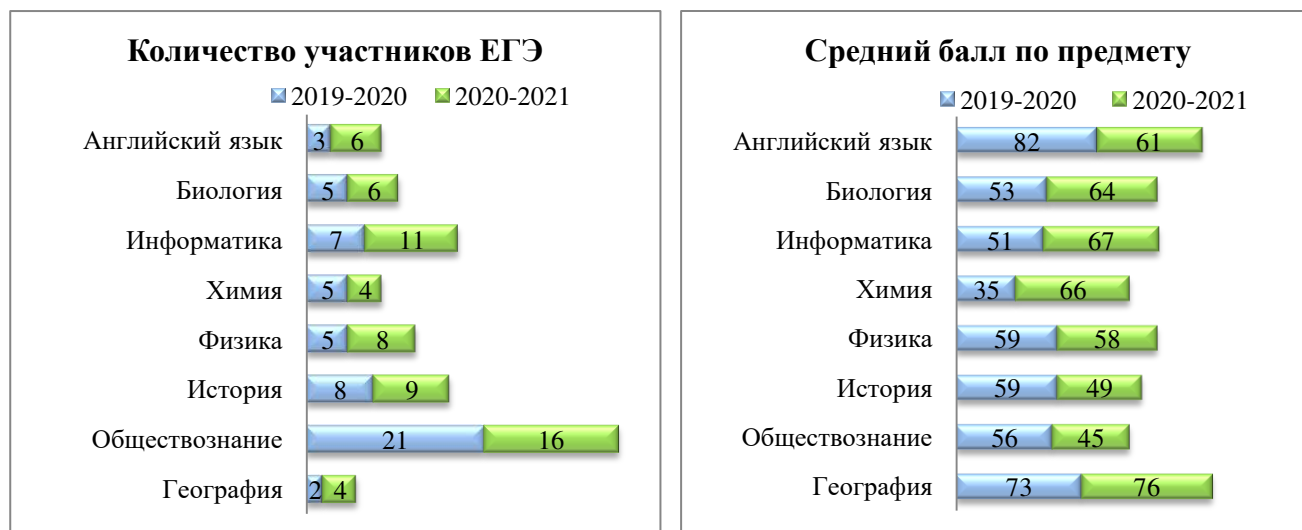 Количество участников ЕГЭ
2019-2020 2020-2021
Английский язык 3 6
Биология 5 6
Информатика 7 11
Химия 5 4
Физика 5 8
История 8 9
Обществознание 21 16
География 2 4
Средний балл по предмету
2019-2020 2020-2021
Английский язык 82 61
Биология 53 64
Информатика 51 67
Химия 35 66
Физика 59 58
История 59 49
Обществознание 56 45
География 73 76